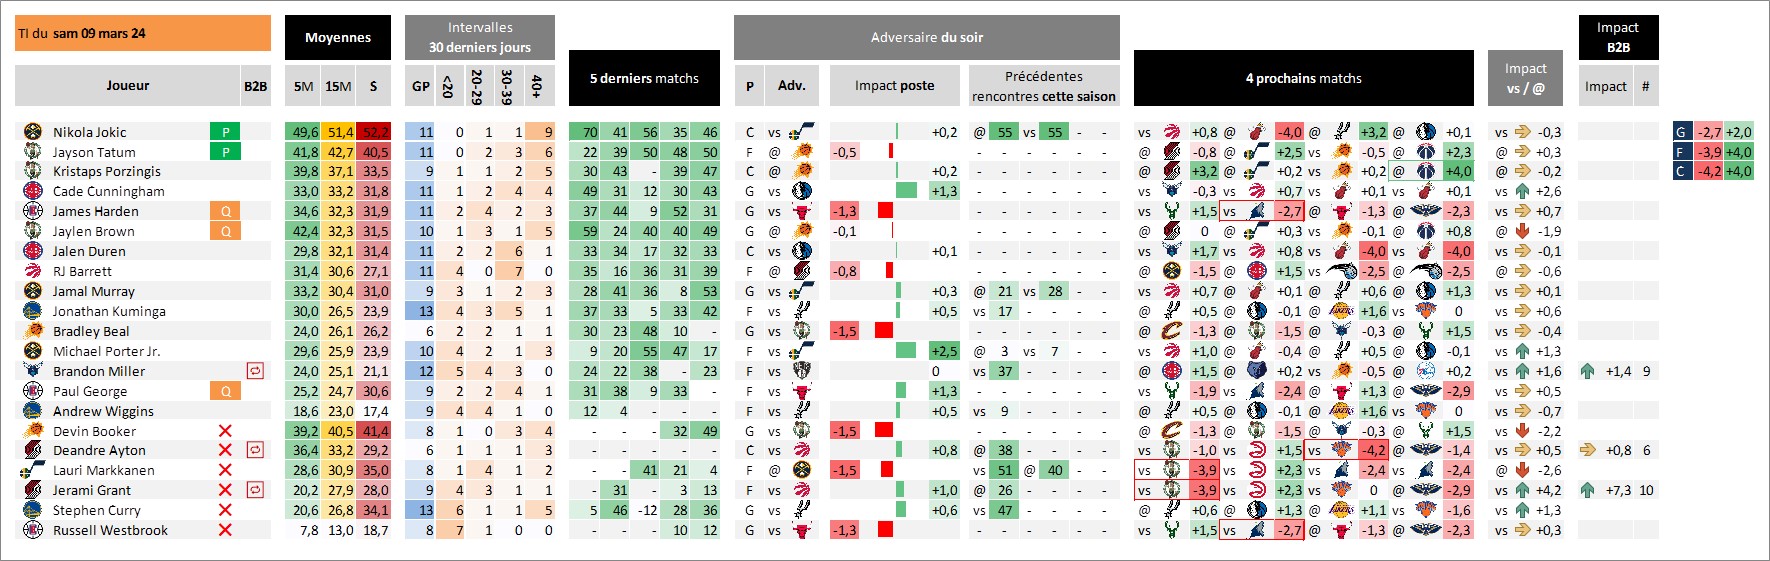 TI du sam 09 mars 24
Moyennes
Intervalles
30 derniers jours
5 derniers matchs
Adversaire du soir
4 prochains matchs
Impact
vs / @
Impact
B2B
Joueur B2B 5M 15M S GP <20 20-29 30-39 40+ P Adv. Impact poste Précédentes rencontres cette saison Impact #
Nikola Jokic P 49,6 51,4 52,2 11 0 1 1 9 70 41 56 35 46 C vs +0,2 @ 55 vs 55 - - vs +0,8 @ -4,0 @ +3,2 @ +0,1 vs -0,3 G -2,7 +2,0
Jayson Tatum P 41,8 42,7 40,5 11 0 2 3 6 22 39 50 48 50 F @ -0,5 - - - - - - @ -0,8 @ +2,5 vs -0,5 @ +2,3 vs +0,3 F -3,9 +4,0
Kristaps Porzingis 39,8 37,1 33,5 9 1 1 2 5 30 43 - 39 47 C @ +0,2 - - - - - - @ +3,2 @ +0,2 vs +0,2 @ +4,0 vs -0,2 C -4,2 +4,0
Cade Cunningham 33,0 33,2 31,8 11 1 2 4 4 49 31 12 30 43 G vs +1,3 - - - - - - vs -0,3 vs +0,7 vs +0,1 vs +0,1 vs +2,6
James Harden Q 34,6 32,3 31,9 11 2 4 2 3 37 44 9 52 31 G vs -1,3 - - - - - - vs +1,5 vs -2,7 @ -1,3 @ -2,3 vs +0,7
Jaylen Brown Q 42,4 32,3 31,5 10 1 3 1 5 59 24 40 40 49 G @ -0,1 - - - - - - @ 0 @ +0,3 vs -0,1 @ +0,8 vs -1,9
Jalen Duren 29,8 32,1 31,4 11 2 2 6 1 33 34 17 32 33 C vs +0,1 - - - - - - vs +1,7 vs +0,8 vs -4,0 vs -4,0 vs -0,1
RJ Barrett 31,4 30,6 27,1 11 4 0 7 0 35 16 36 31 39 F @ -0,8 - - - - - - @ -1,5 @ +1,5 vs -2,5 @ -2,5 vs -0,6
Jamal Murray 33,2 30,4 31,0 9 3 1 2 3 28 41 36 8 53 G vs +0,3 @ 21 vs 28 - - vs +0,7 @ +0,1 @ +0,6 @ +1,3 vs +0,1
Jonathan Kuminga 30,0 26,5 23,9 13 4 3 5 1 37 33 5 33 42 F vs +0,5 vs 17 - - - - @ +0,5 @ -0,1 @ +1,6 vs 0 vs +0,6
Bradley Beal 24,0 26,1 26,2 6 2 2 1 1 30 23 48 10 - G vs -1,5 - - - - - - @ -1,3 @ -1,5 @ -0,3 @ +1,5 vs -0,4
Michael Porter Jr. 29,6 25,9 23,9 10 4 2 1 3 9 20 55 47 17 F vs +2,5 @ 3 vs 7 - - vs +1,0 @ -0,4 @ +0,5 @ -0,1 vs +1,3
Brandon Miller 24,0 25,1 21,1 12 5 4 3 0 24 22 38 - 23 F vs 0 vs 37 - - - - @ +1,5 @ +0,2 vs -0,5 @ +0,2 vs +1,6 +1,4 9
Paul George Q 25,2 24,7 30,6 9 2 2 4 1 31 38 9 33 - F vs +1,3 - - - - - - vs -1,9 vs -2,4 @ +1,3 @ -2,9 vs +0,5
Andrew Wiggins 18,6 23,0 17,4 9 4 4 1 0 12 4 - - - F vs +0,5 vs 9 - - - - @ +0,5 @ -0,1 @ +1,6 vs 0 vs -0,7
Devin Booker 39,2 40,5 41,4 8 1 0 3 4 - - - 32 49 G vs -1,5 - - - - - - @ -1,3 @ -1,5 @ -0,3 @ +1,5 vs -2,2
Deandre Ayton 36,4 33,2 29,2 6 1 1 1 3 - - - - - C vs +0,8 @ 38 - - - - vs -1,0 vs +1,5 vs -4,2 @ -1,4 vs +0,5 +0,8 6
Lauri Markkanen 28,6 30,9 35,0 8 1 4 1 2 - - 41 21 4 F @ -1,5 vs 51 @ 40 - - vs -3,9 vs +2,3 vs -2,4 vs -2,4 vs -2,6
Jerami Grant 20,2 27,9 28,0 9 4 3 1 1 - 31 - 3 13 F vs +1,0 @ 26 - - - - vs -3,9 vs +2,3 vs 0 @ -2,9 vs +4,2 +7,3 10
Stephen Curry 20,6 26,8 34,1 13 6 1 1 5 5 46 -12 28 36 G vs +0,6 vs 47 - - - - @ +0,6 @ +1,3 @ +1,1 vs -1,6 vs +1,3
Russell Westbrook 7,8 13,0 18,7 8 7 1 0 0 - - - 10 12 G vs -1,3 - - - - - - vs +1,5 vs -2,7 @ -1,3 @ -2,3 vs +0,3